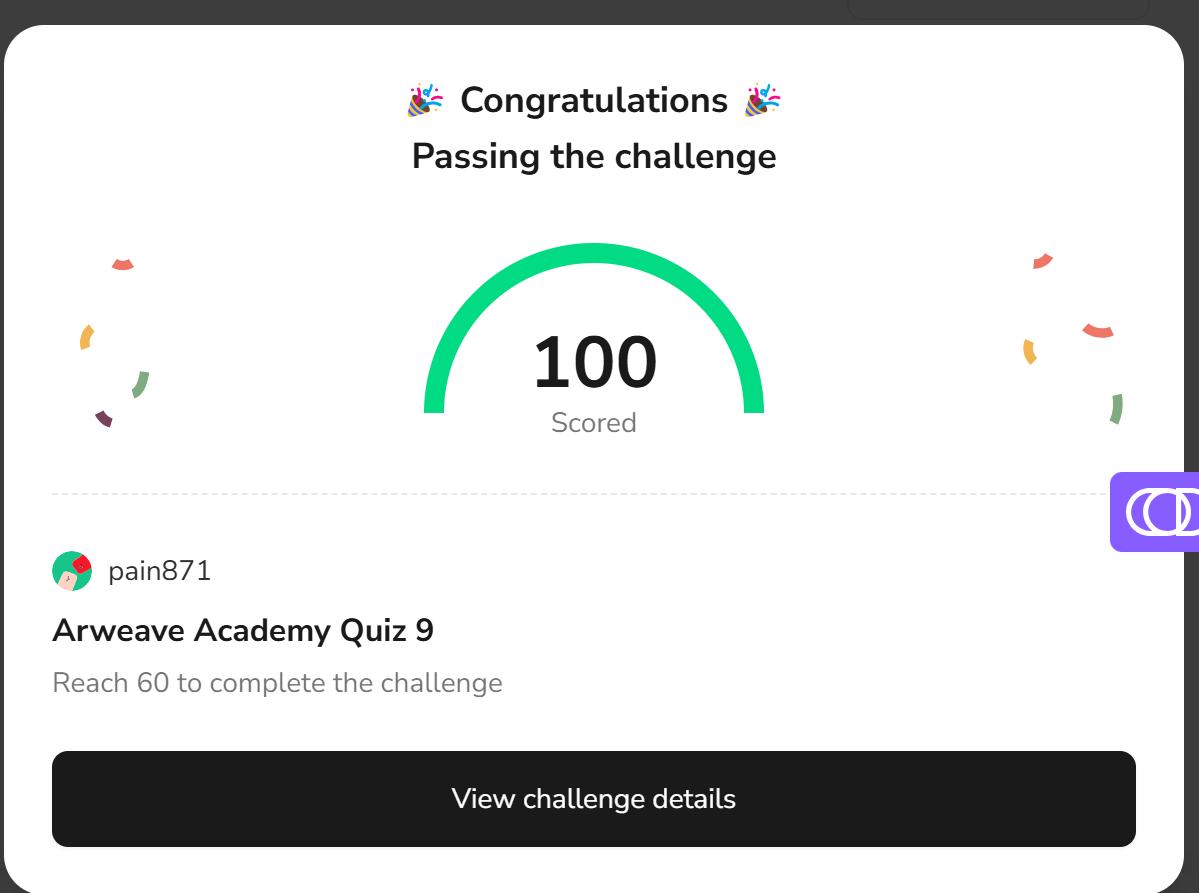 🎉 Congratulations 🎉
Passing the challenge
100
Scored
pain871
Arweave Academy Quiz 9
Reach 60 to complete the challenge
View challenge details